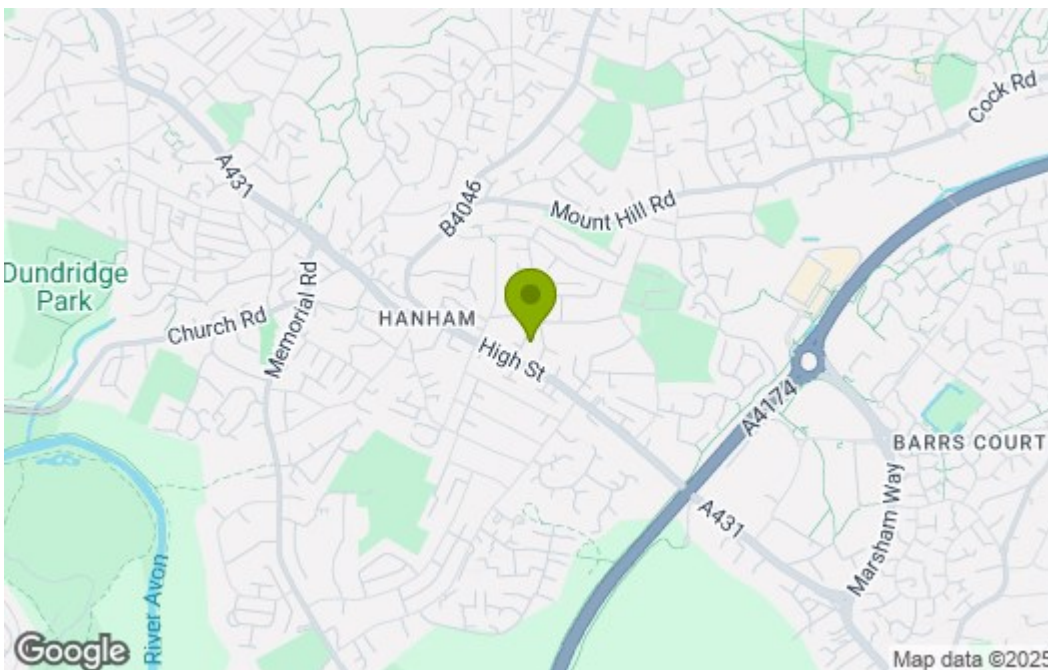 Cock Rd
A431
B4046
Mount Hill Rd
Dundridge
Park
Memorial Rd
Church Rd
HANHAM
High St
A4174
BARRS COURT
Marsham Way
A431
River Avon
Google
Map data ©2025